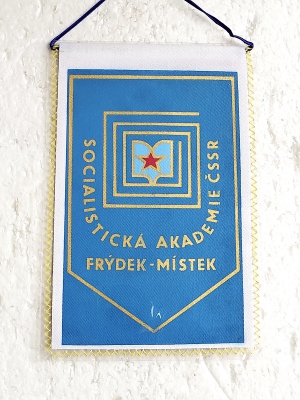 SOCIALISTICKÁ AKADEMIE ČSSR
FRÝDEK-MÍSTEK